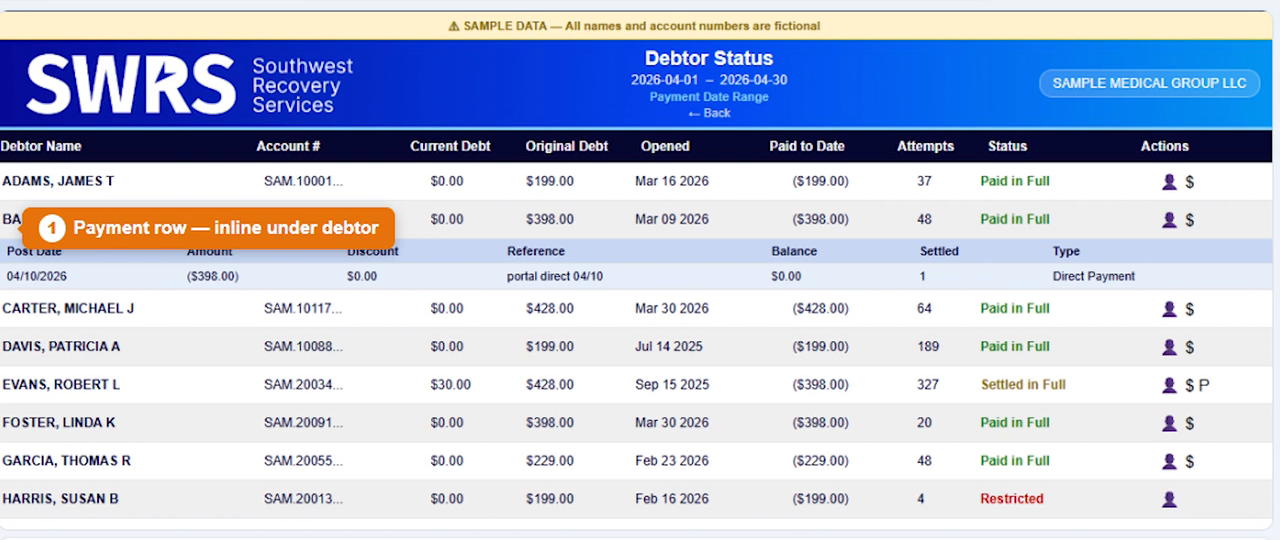 ⚠ SAMPLE DATA — All names and account numbers are fictional
SWRS
Southwest
Recovery
Services
Debtor Status
2026-04-01 – 2026-04-30
Payment Date Range
← Back
SAMPLE MEDICAL GROUP LLC
Debtor Name Account # Current Debt Original Debt Opened Paid to Date Attempts Status Actions
ADAMS, JAMES T SAM.10001... $0.00 $199.00 Mar 16 2026 ($199.00) 37 Paid in Full $
BA $0.00 $398.00 Mar 09 2026 ($398.00) 48 Paid in Full $
1 Payment row — inline under debtor
Post Date Amount Discount Reference Balance Settled Type
04/10/2026 ($398.00) $0.00 portal direct 04/10 $0.00 1 Direct Payment
CARTER, MICHAEL J SAM.10117... $0.00 $428.00 Mar 30 2026 ($428.00) 64 Paid in Full $
DAVIS, PATRICIA A SAM.10088... $0.00 $199.00 Jul 14 2025 ($199.00) 189 Paid in Full $
EVANS, ROBERT L SAM.20034... $30.00 $428.00 Sep 15 2025 ($398.00) 327 Settled in Full $ P
FOSTER, LINDA K SAM.20091... $0.00 $398.00 Mar 30 2026 ($398.00) 20 Paid in Full $
GARCIA, THOMAS R SAM.20055... $0.00 $229.00 Feb 23 2026 ($229.00) 48 Paid in Full $
HARRIS, SUSAN B SAM.20013... $0.00 $199.00 Feb 16 2026 ($199.00) 4 Restricted